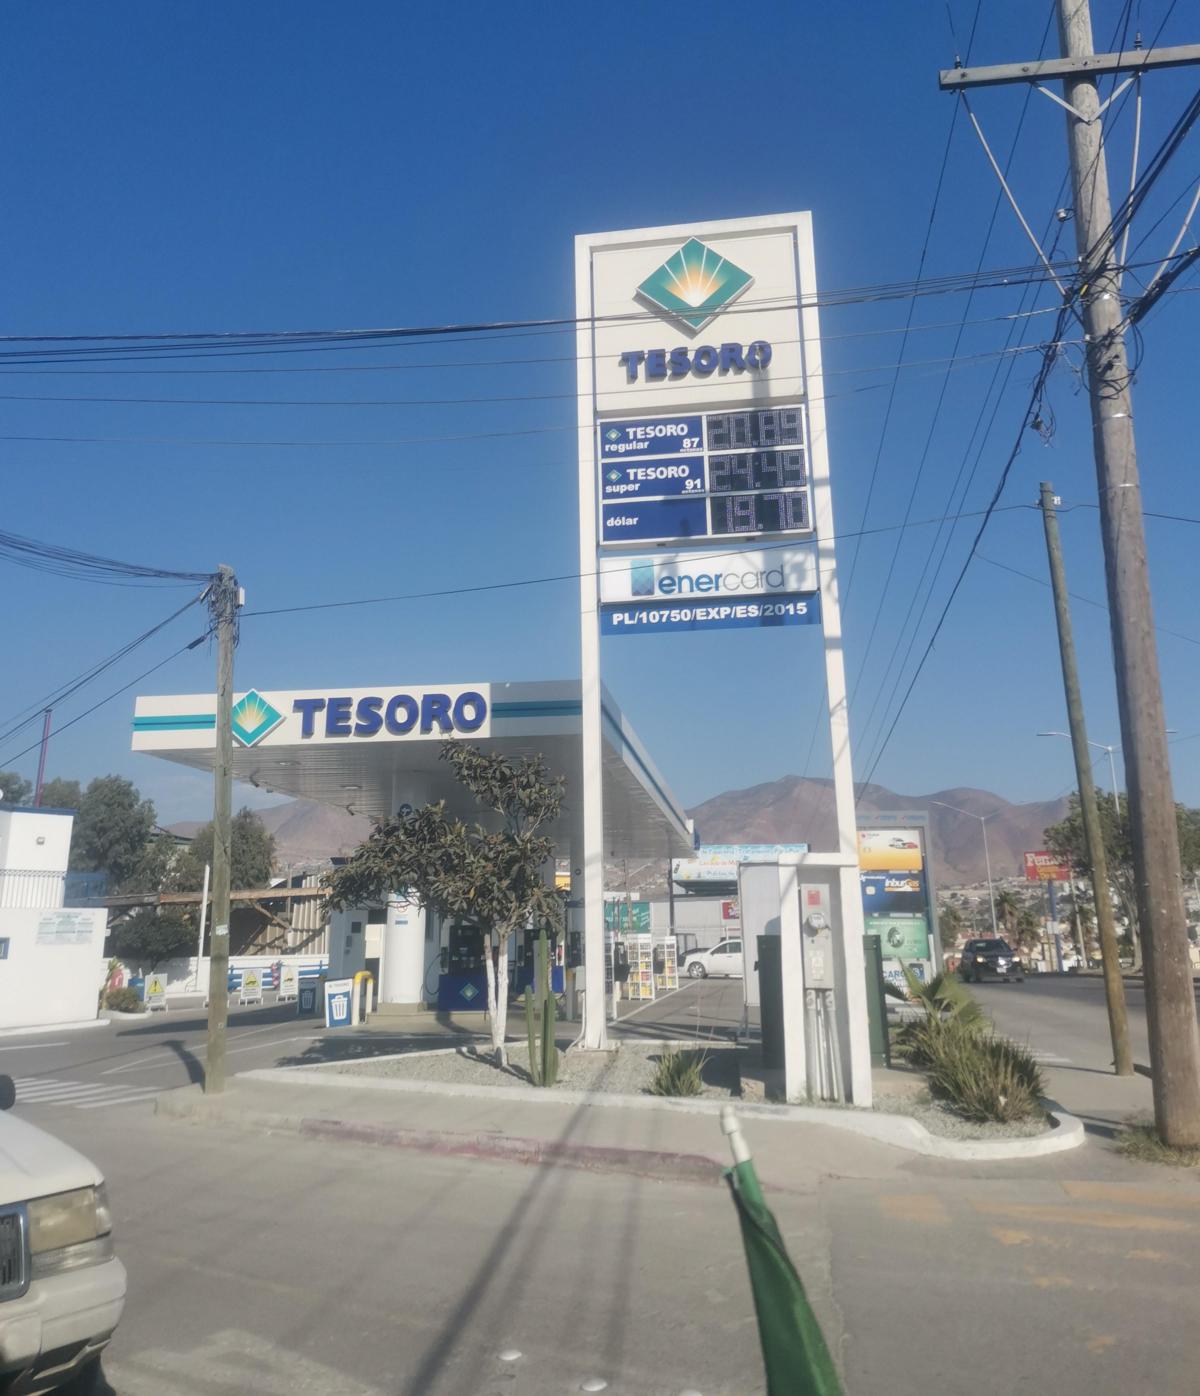 TESORO
TESORO
regular 87
octanos
20.89
TESORO
super 91
octanos
24.49
dólar
19.70
enercard
PL/10750/EXP/ES/2015
TESORO
inburGas